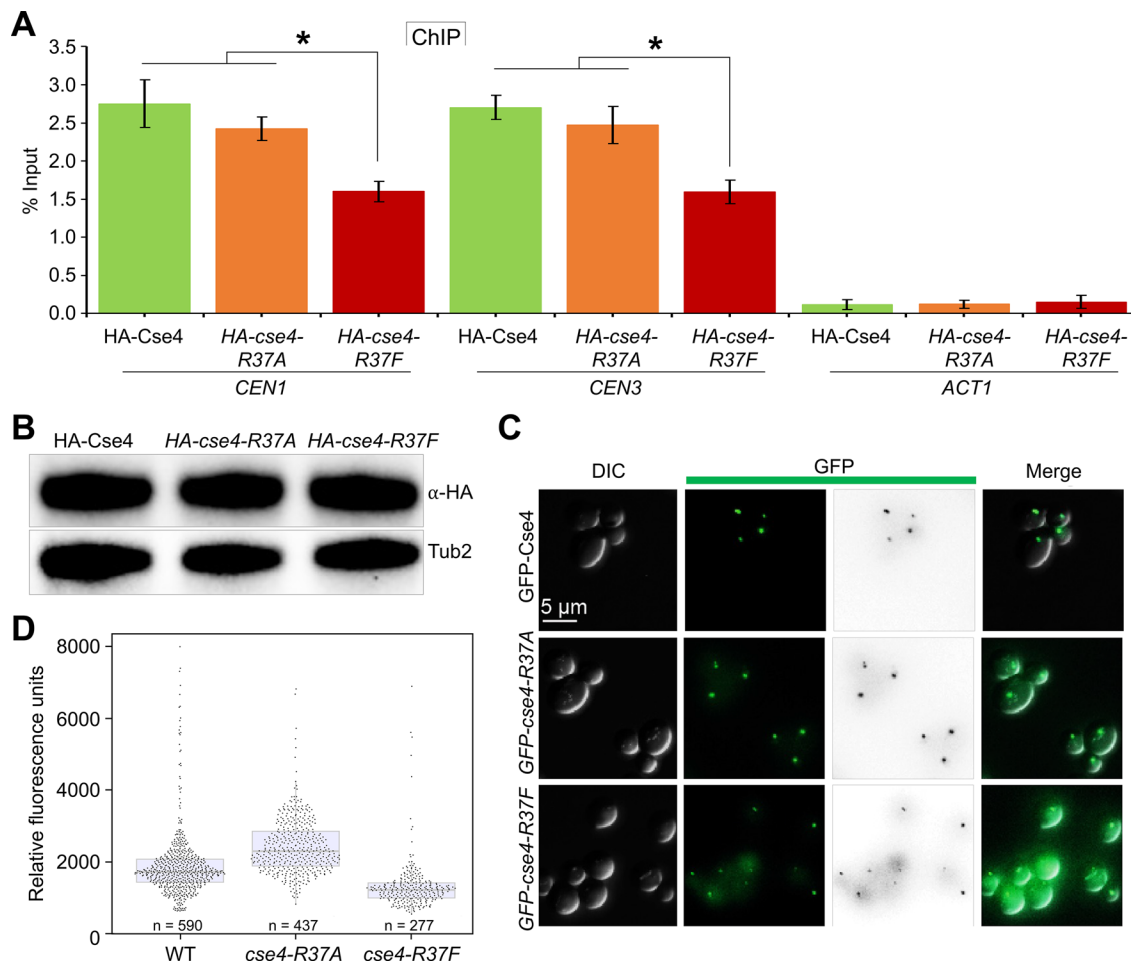 A
ChIP
*
*
3.5
3.0
2.5
2.0
1.5
1.0
0.5
0.0
% Input
HA-Cse4
HA-cse4-
R37A
HA-cse4-
R37F
HA-Cse4
HA-cse4-
R37A
HA-cse4-
R37F
HA-Cse4
HA-cse4-
R37A
HA-cse4-
R37F
CEN1
CEN3
ACT1
B
HA-Cse4
HA-cse4-R37A
HA-cse4-R37F
α-HA
Tub2
C
DIC
GFP
Merge
GFP-Cse4
5 µm
GFP-cse4-R37A
GFP-cse4-R37F
D
8000
6000
4000
2000
0
Relative fluorescence units
n = 590
n = 437
n = 277
WT
cse4-R37A
cse4-R37F